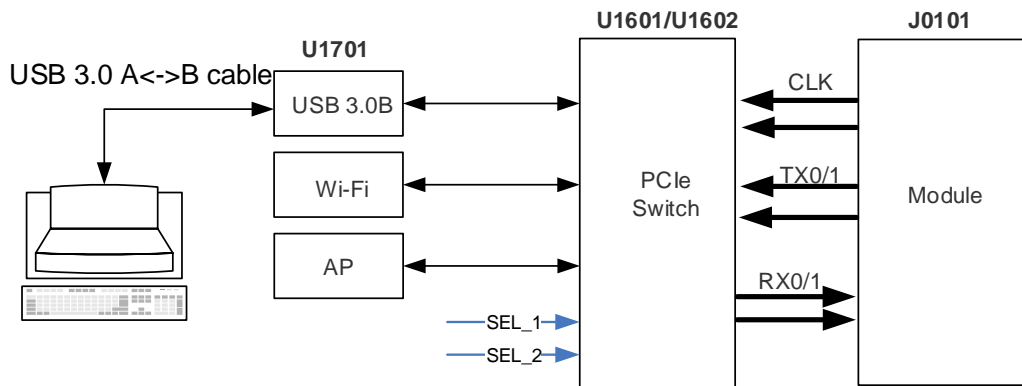 U1601/U1602
J0101
U1701
USB 3.0 A<->B cable
USB 3.0B
CLK
Wi-Fi
PCIe
Switch
TX0/1
Module
AP
RX0/1
SEL_1
SEL_2